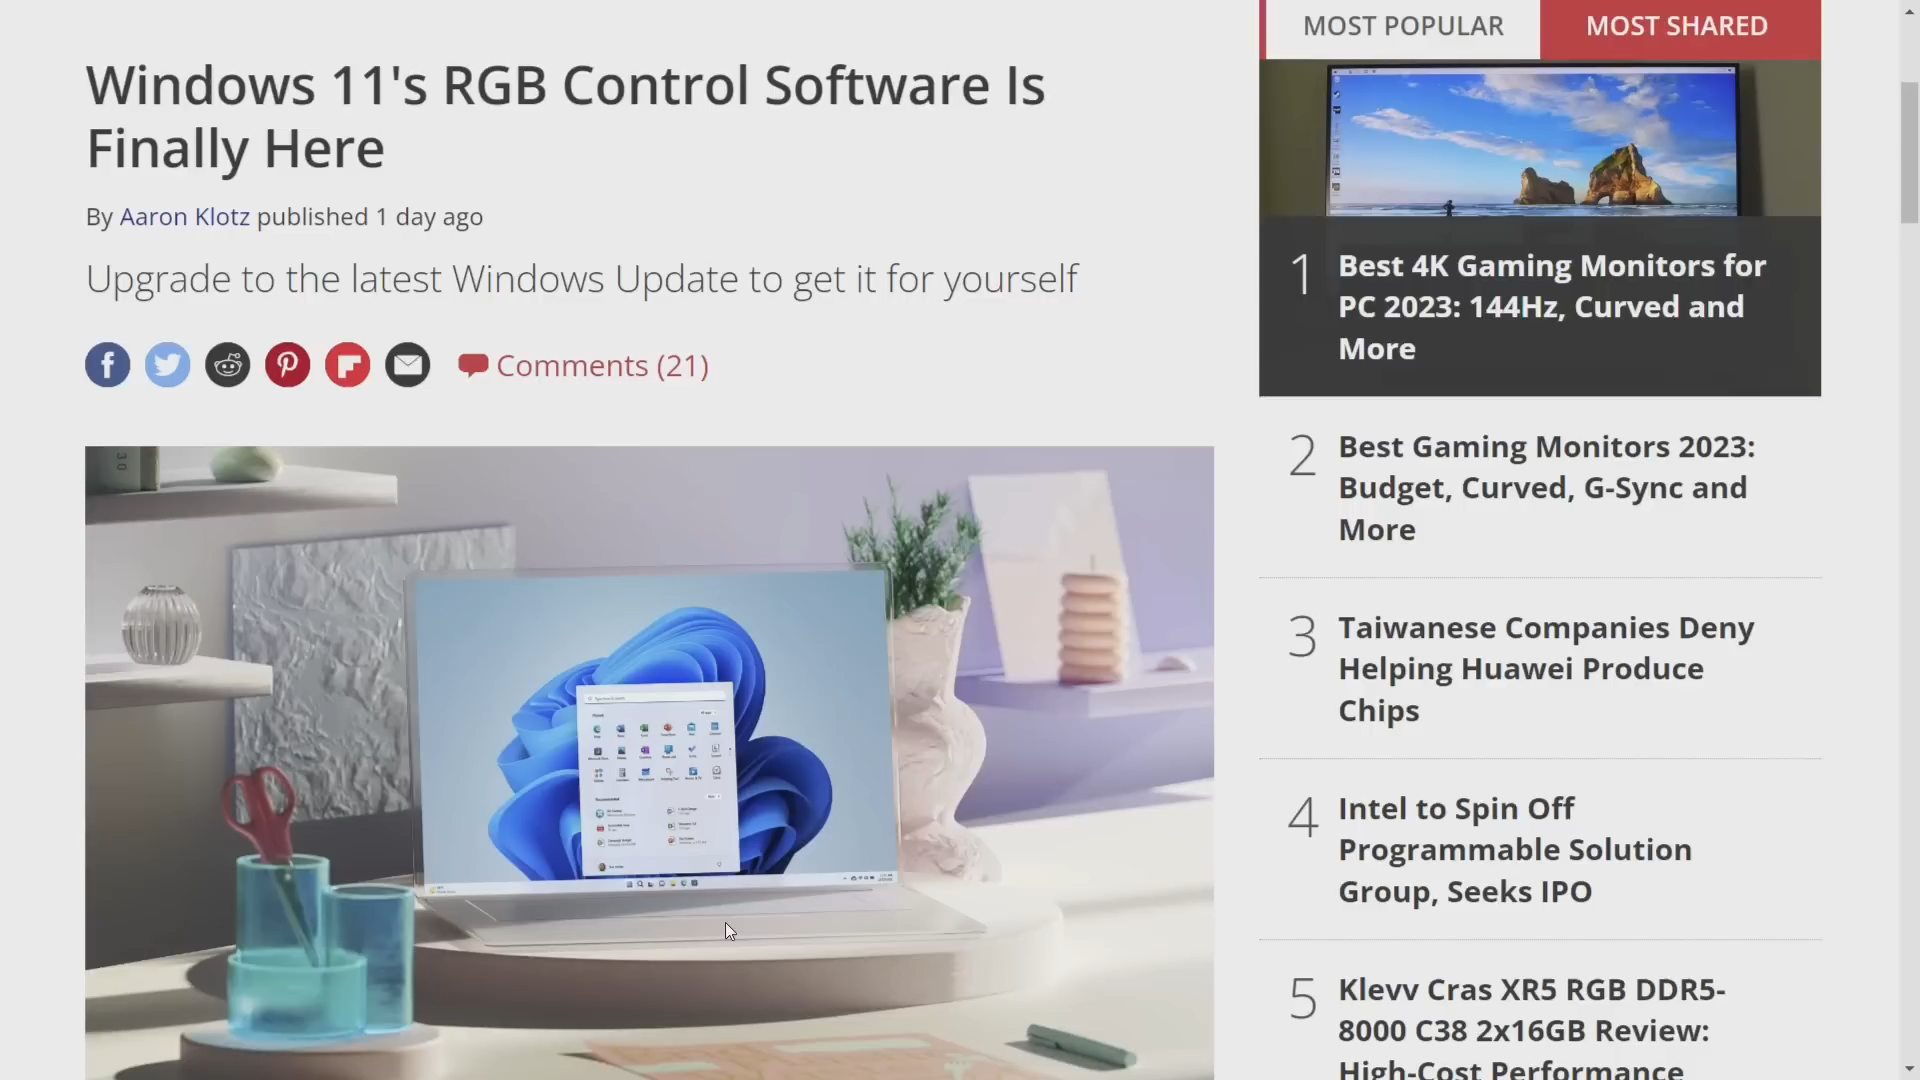 MOST POPULAR
MOST SHARED
Windows 11's RGB Control Software Is
Finally Here
By Aaron Klotz published 1 day ago
Upgrade to the latest Windows Update to get it for yourself
Comments (21)
1
Best 4K Gaming Monitors for
PC 2023: 144Hz, Curved and
More
2
Best Gaming Monitors 2023:
Budget, Curved, G-Sync and
More
3
Taiwanese Companies Deny
Helping Huawei Produce
Chips
4
Intel to Spin Off
Programmable Solution
Group, Seeks IPO
5
Klevv Cras XR5 RGB DDR5-
8000 C38 2x16GB Review:
High-Cost Performance